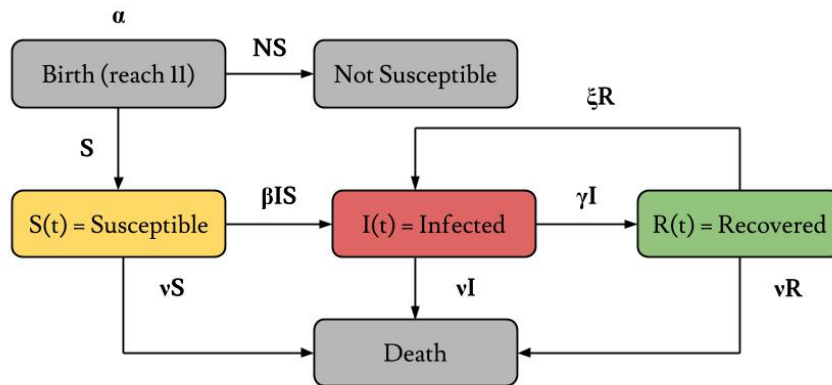 α
Birth (reach 11)
NS
Not Susceptible
ξR
S
S(t) = Susceptible
βIS
I(t) = Infected
γI
R(t) = Recovered
νS
νI
νR
Death